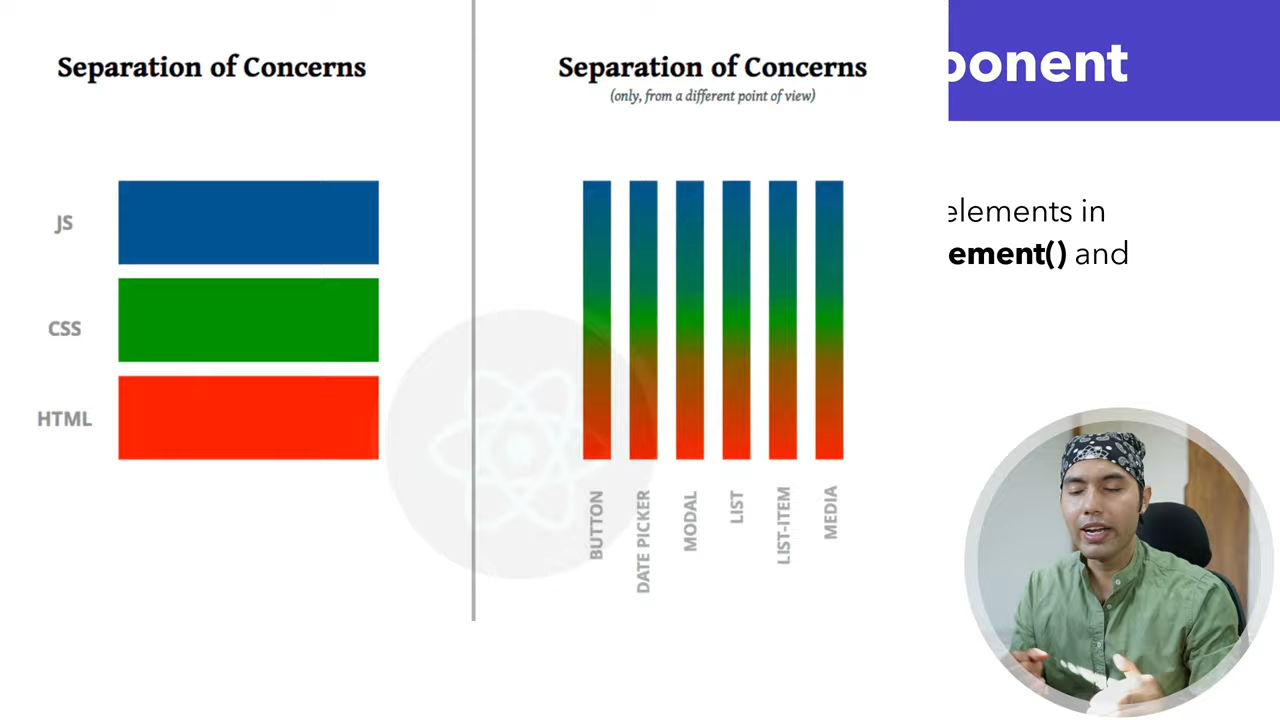 Separation of Concerns
JS
CSS
HTML
Separation of Concerns
(only, from a different point of view)
BUTTON
DATE PICKER
MODAL
LIST
LIST-ITEM
MEDIA
ponent
elements in
ement() and